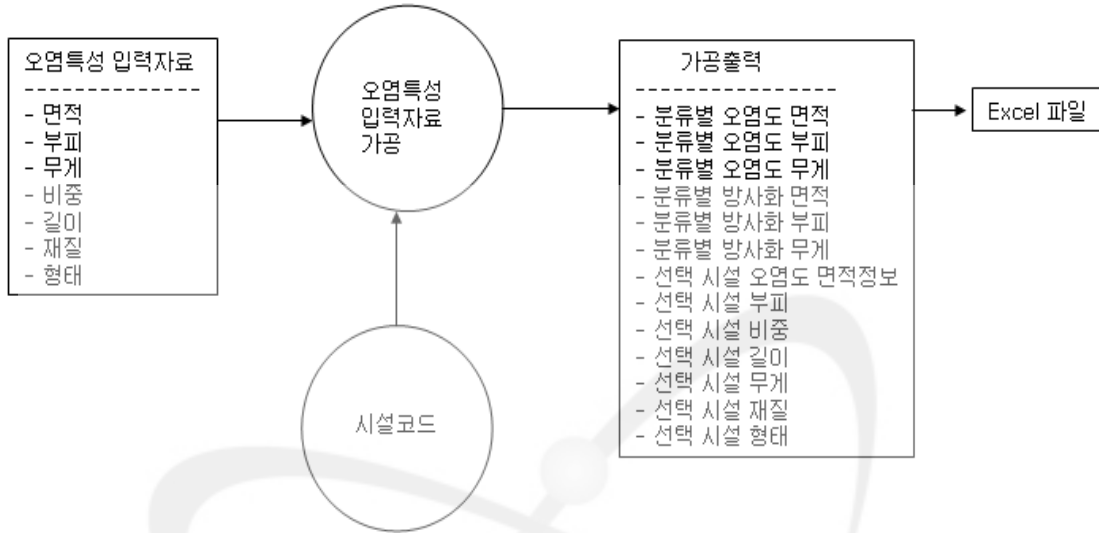 오염특성 입력자료
- - - - - - - - - - - - - -
- 면적
- 부피
- 무게
- 비중
- 길이
- 재질
- 형태
오염특성
입력자료
가공
시설코드
가공출력
- - - - - - - - - - - - - - - -
- 분류별 오염도 면적
- 분류별 오염도 부피
- 분류별 오염도 무게
- 분류별 방사화 면적
- 분류별 방사화 부피
- 분류별 방사화 무게
- 선택 시설 오염도 면적정보
- 선택 시설 부피
- 선택 시설 비중
- 선택 시설 길이
- 선택 시설 무게
- 선택 시설 재질
- 선택 시설 형태
Excel 파일